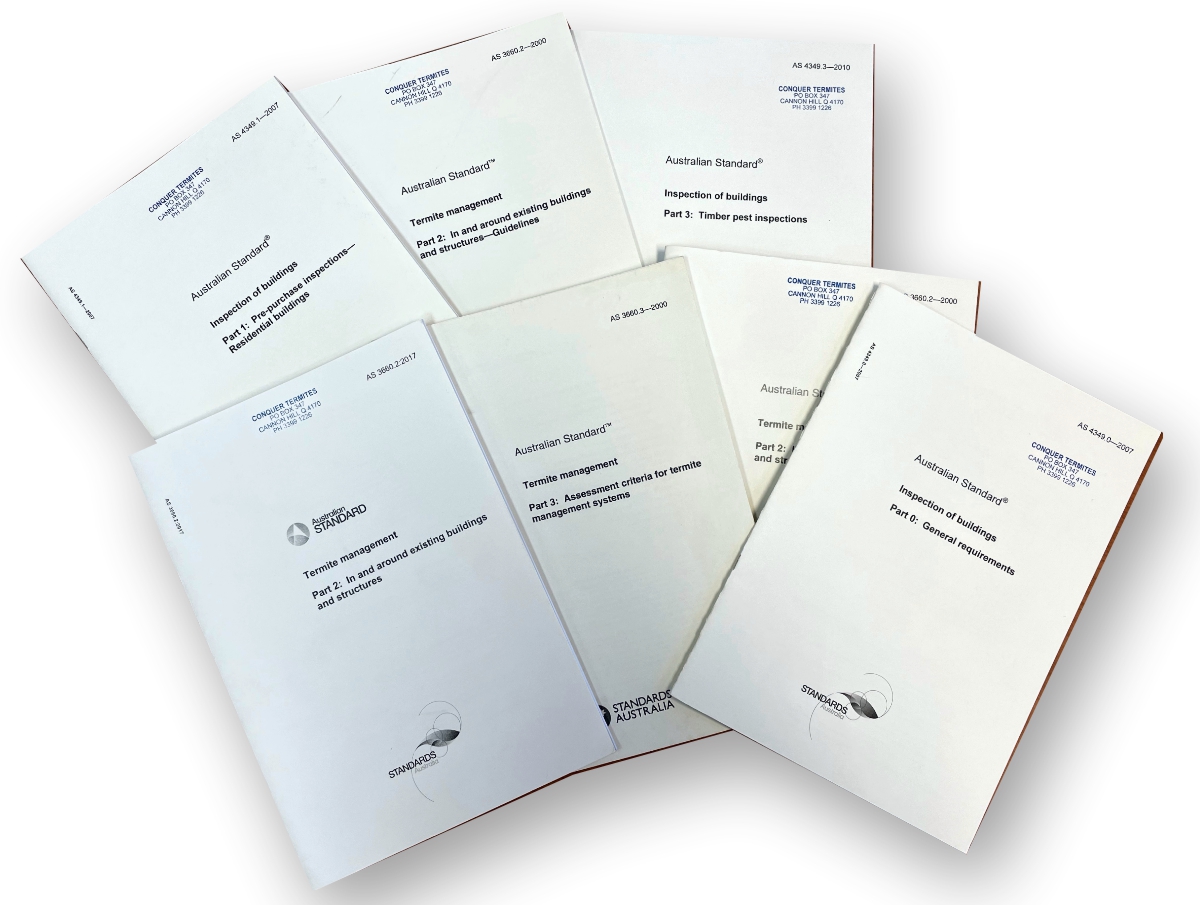 AS 4349.1—2007
CONQUER TERMITES
PO BOX 347
CANNON HILL Q 4170
PH 3399 1226
Australian Standard®
Inspection of buildings
Part 1: Pre-purchase inspections—
Residential buildings
AS 4349.1—2007
AS 3660.2—2000
CONQUER TERMITES
PO BOX 347
CANNON HILL Q 4170
PH 3399 1226
Australian Standard™
Termite management
Part 2: In and around existing buildings
and structures—Guidelines
AS 4349.3—2010
CONQUER TERMITES
PO BOX 347
CANNON HILL Q 4170
PH 3399 1226
Australian Standard®
Inspection of buildings
Part 3: Timber pest inspections
AS 3660.2:2017
CONQUER TERMITES
PO BOX 347
CANNON HILL Q 4170
PH 3399 1226
AS 3660.2:2017
Australian
STANDARD
Termite management
Part 2: In and around existing buildings
and structures
STANDARDS
Australia
AS 3660.3—2000
Australian Standard™
Termite management
Part 3: Assessment criteria for termite
management systems
STANDARDS
AUSTRALIA
3660.2—2000
CONQUER TERMITES
PO BOX 347
CANNON HILL Q 4170
PH 3399 1226
Australian S
Termite m
Part 2:
and str
AS 4349.0—2007
AS 4349.0—2007
CONQUER TERMITES
PO BOX 347
CANNON HILL Q 4170
PH 3399 1226
Australian Standard®
Inspection of buildings
Part 0: General requirements
STANDARDS
Australia